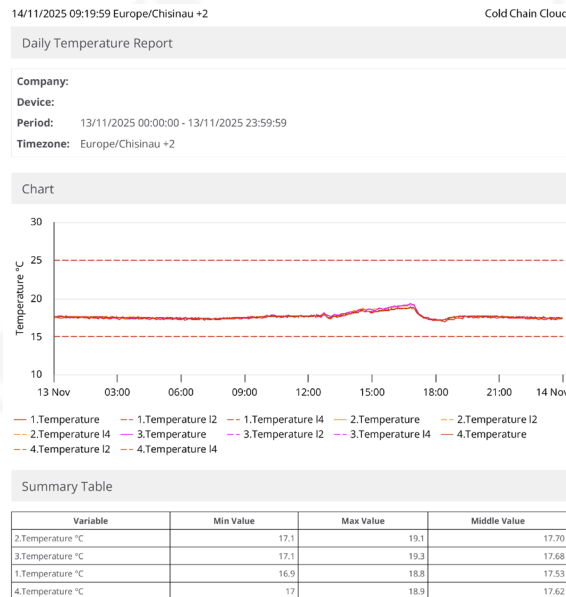 14/11/2025 09:19:59 Europe/Chisinau +2 Cold Chain Cloud
Daily Temperature Report
Company:
Device:
Period: 13/11/2025 00:00:00 - 13/11/2025 23:59:59
Timezone: Europe/Chisinau +2
Chart
30
25
20
15
10
Temperature °C
13 Nov 03:00 06:00 09:00 12:00 15:00 18:00 21:00 14 Nov
1.Temperature 1.Temperature l2 1.Temperature l4 2.Temperature 2.Temperature l2
2.Temperature l4 3.Temperature 3.Temperature l2 3.Temperature l4 4.Temperature
4.Temperature l2 4.Temperature l4
Summary Table
Variable Min Value Max Value Middle Value
2.Temperature °C 17.1 19.1 17.70
3.Temperature °C 17.1 19.3 17.68
1.Temperature °C 16.9 18.8 17.53
4.Temperature °C 17 18.9 17.62